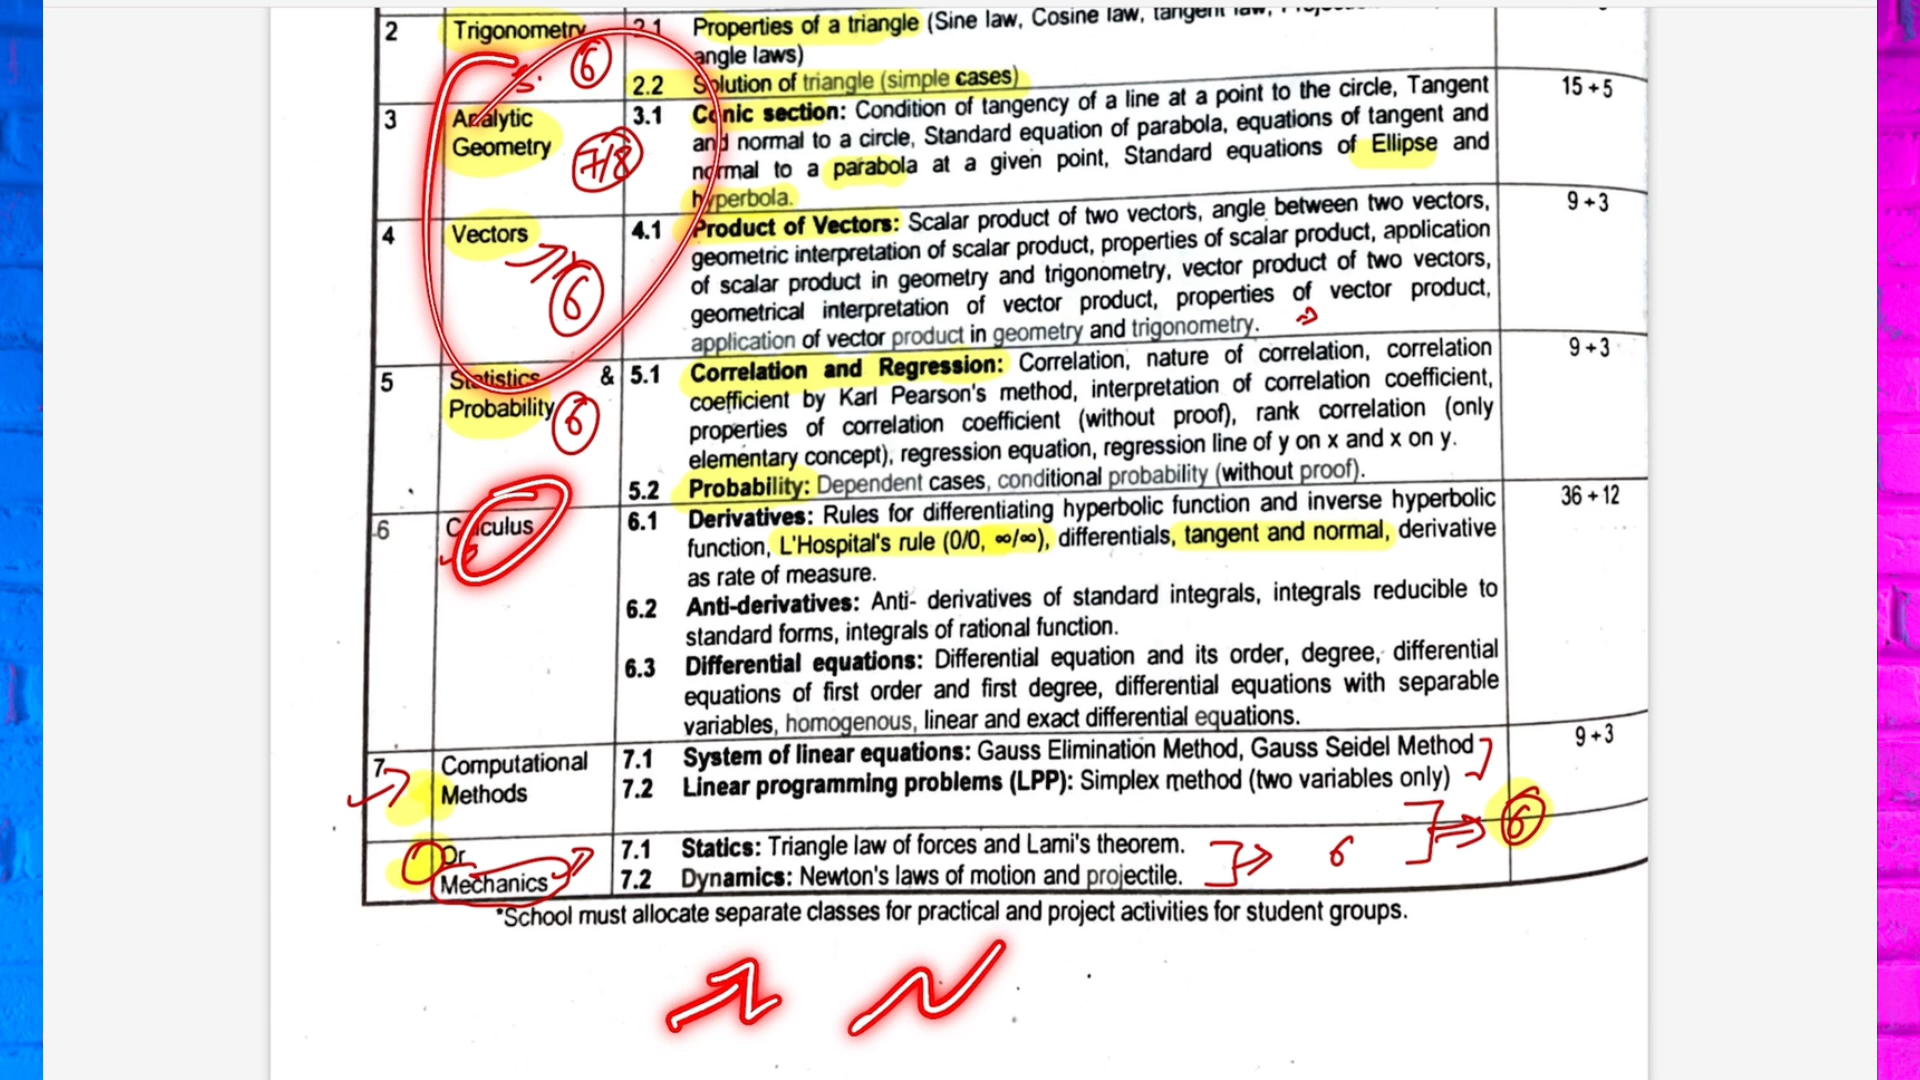 2 Trigonometry 2.1 Properties of a triangle (Sine law, Cosine law, tangent law,
angle laws)
2.2 Solution of triangle (simple cases)
6
3 Analytic Geometry 3.1 Conic section: Condition of tangency of a line at a point to the circle, Tangent 15 + 5
and normal to a circle, Standard equation of parabola, equations of tangent and
normal to a parabola at a given point, Standard equations of Ellipse and
hyperbola.
7/8
4 Vectors 4.1 Product of Vectors: Scalar product of two vectors, angle between two vectors, 9 + 3
geometric interpretation of scalar product, properties of scalar product, application
of scalar product in geometry and trigonometry, vector product of two vectors,
geometrical interpretation of vector product, properties of vector product,
application of vector product in geometry and trigonometry.
6
5 Statistics & Probability 5.1 Correlation and Regression: Correlation, nature of correlation, correlation 9 + 3
coefficient by Karl Pearson's method, interpretation of correlation coefficient,
properties of correlation coefficient (without proof), rank correlation (only
elementary concept), regression equation, regression line of y on x and x on y.
5.2 Probability: Dependent cases, conditional probability (without proof).
6
6 Calculus 6.1 Derivatives: Rules for differentiating hyperbolic function and inverse hyperbolic 36 + 12
function, L'Hospital's rule (0/0, ∞/∞), differentials, tangent and normal, derivative
as rate of measure.
6.2 Anti-derivatives: Anti- derivatives of standard integrals, integrals reducible to
standard forms, integrals of rational function.
6.3 Differential equations: Differential equation and its order, degree, differential
equations of first order and first degree, differential equations with separable
variables, homogenous, linear and exact differential equations.
7 Computational Methods 7.1 System of linear equations: Gauss Elimination Method, Gauss Seidel Method 9 + 3
7.2 Linear programming problems (LPP): Simplex method (two variables only)
6
Or
Mechanics 7.1 Statics: Triangle law of forces and Lami's theorem.
7.2 Dynamics: Newton's laws of motion and projectile.
6
*School must allocate separate classes for practical and project activities for student groups.